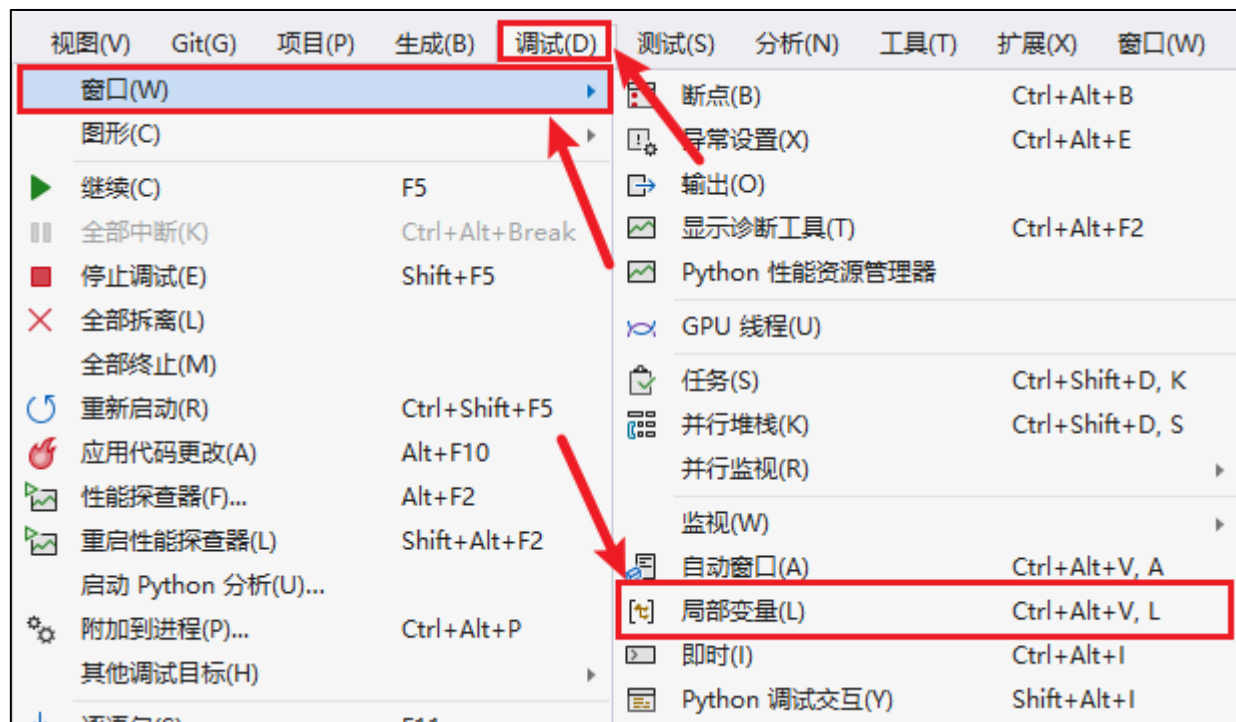 视图(V) Git(G) 项目(P) 生成(B) 调试(D) 测试(S) 分析(N) 工具(T) 扩展(X) 窗口(W)
窗口(W)
图形(C)
继续(C) F5
全部中断(K) Ctrl+Alt+Break
停止调试(E) Shift+F5
全部拆离(L)
全部终止(M)
重新启动(R) Ctrl+Shift+F5
应用代码更改(A) Alt+F10
性能探查器(F)... Alt+F2
重启性能探查器(L) Shift+Alt+F2
启动 Python 分析(U)...
附加到进程(P)... Ctrl+Alt+P
其他调试目标(H)
逐语句(S) F11
断点(B) Ctrl+Alt+B
异常设置(X) Ctrl+Alt+E
输出(O)
显示诊断工具(T) Ctrl+Alt+F2
Python 性能资源管理器
GPU 线程(U)
任务(S) Ctrl+Shift+D, K
并行堆栈(K) Ctrl+Shift+D, S
并行监视(R)
监视(W)
自动窗口(A) Ctrl+Alt+V, A
局部变量(L) Ctrl+Alt+V, L
即时(I) Ctrl+Alt+I
Python 调试交互(Y) Shift+Alt+I